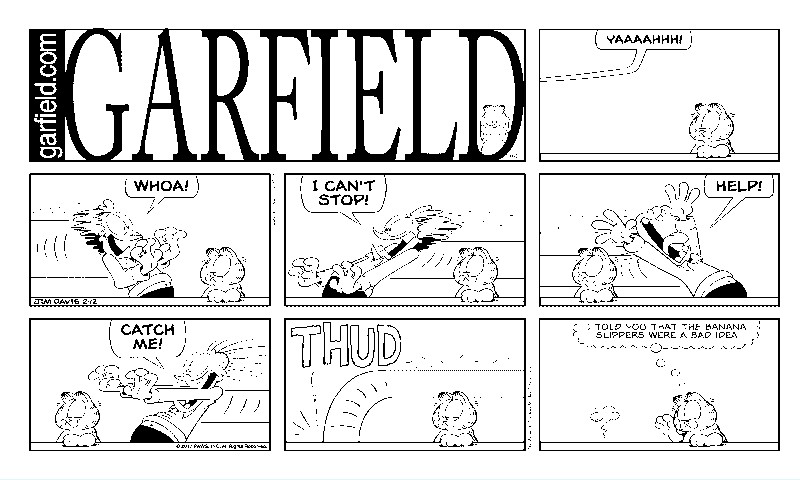 garfield.com
GARFIELD
YAAAAHHH!
WHOA!
JIM DAVIS 2-12
I CAN'T
STOP!
HELP!
CATCH
ME!
THUD
I TOLD YOU THAT THE BANANA
SLIPPERS WERE A BAD IDEA